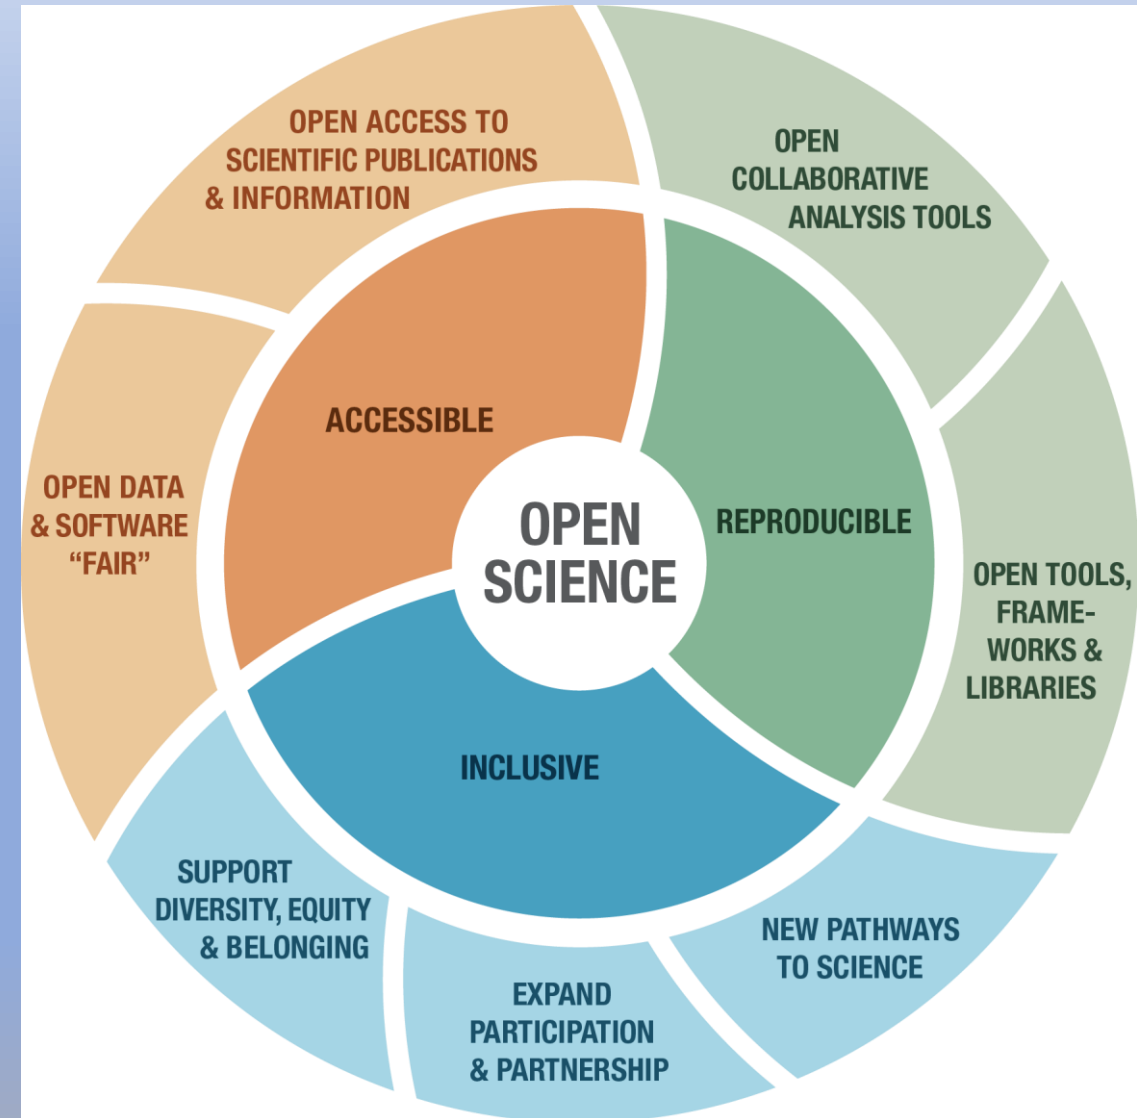 OPEN ACCESS TO
SCIENTIFIC PUBLICATIONS
& INFORMATION
OPEN
COLLABORATIVE
ANALYSIS TOOLS
ACCESSIBLE
OPEN DATA
& SOFTWARE
“FAIR”
OPEN
SCIENCE
REPRODUCIBLE
OPEN TOOLS,
FRAME-
WORKS &
LIBRARIES
INCLUSIVE
SUPPORT
DIVERSITY, EQUITY
& BELONGING
EXPAND
PARTICIPATION
& PARTNERSHIP
NEW PATHWAYS
TO SCIENCE